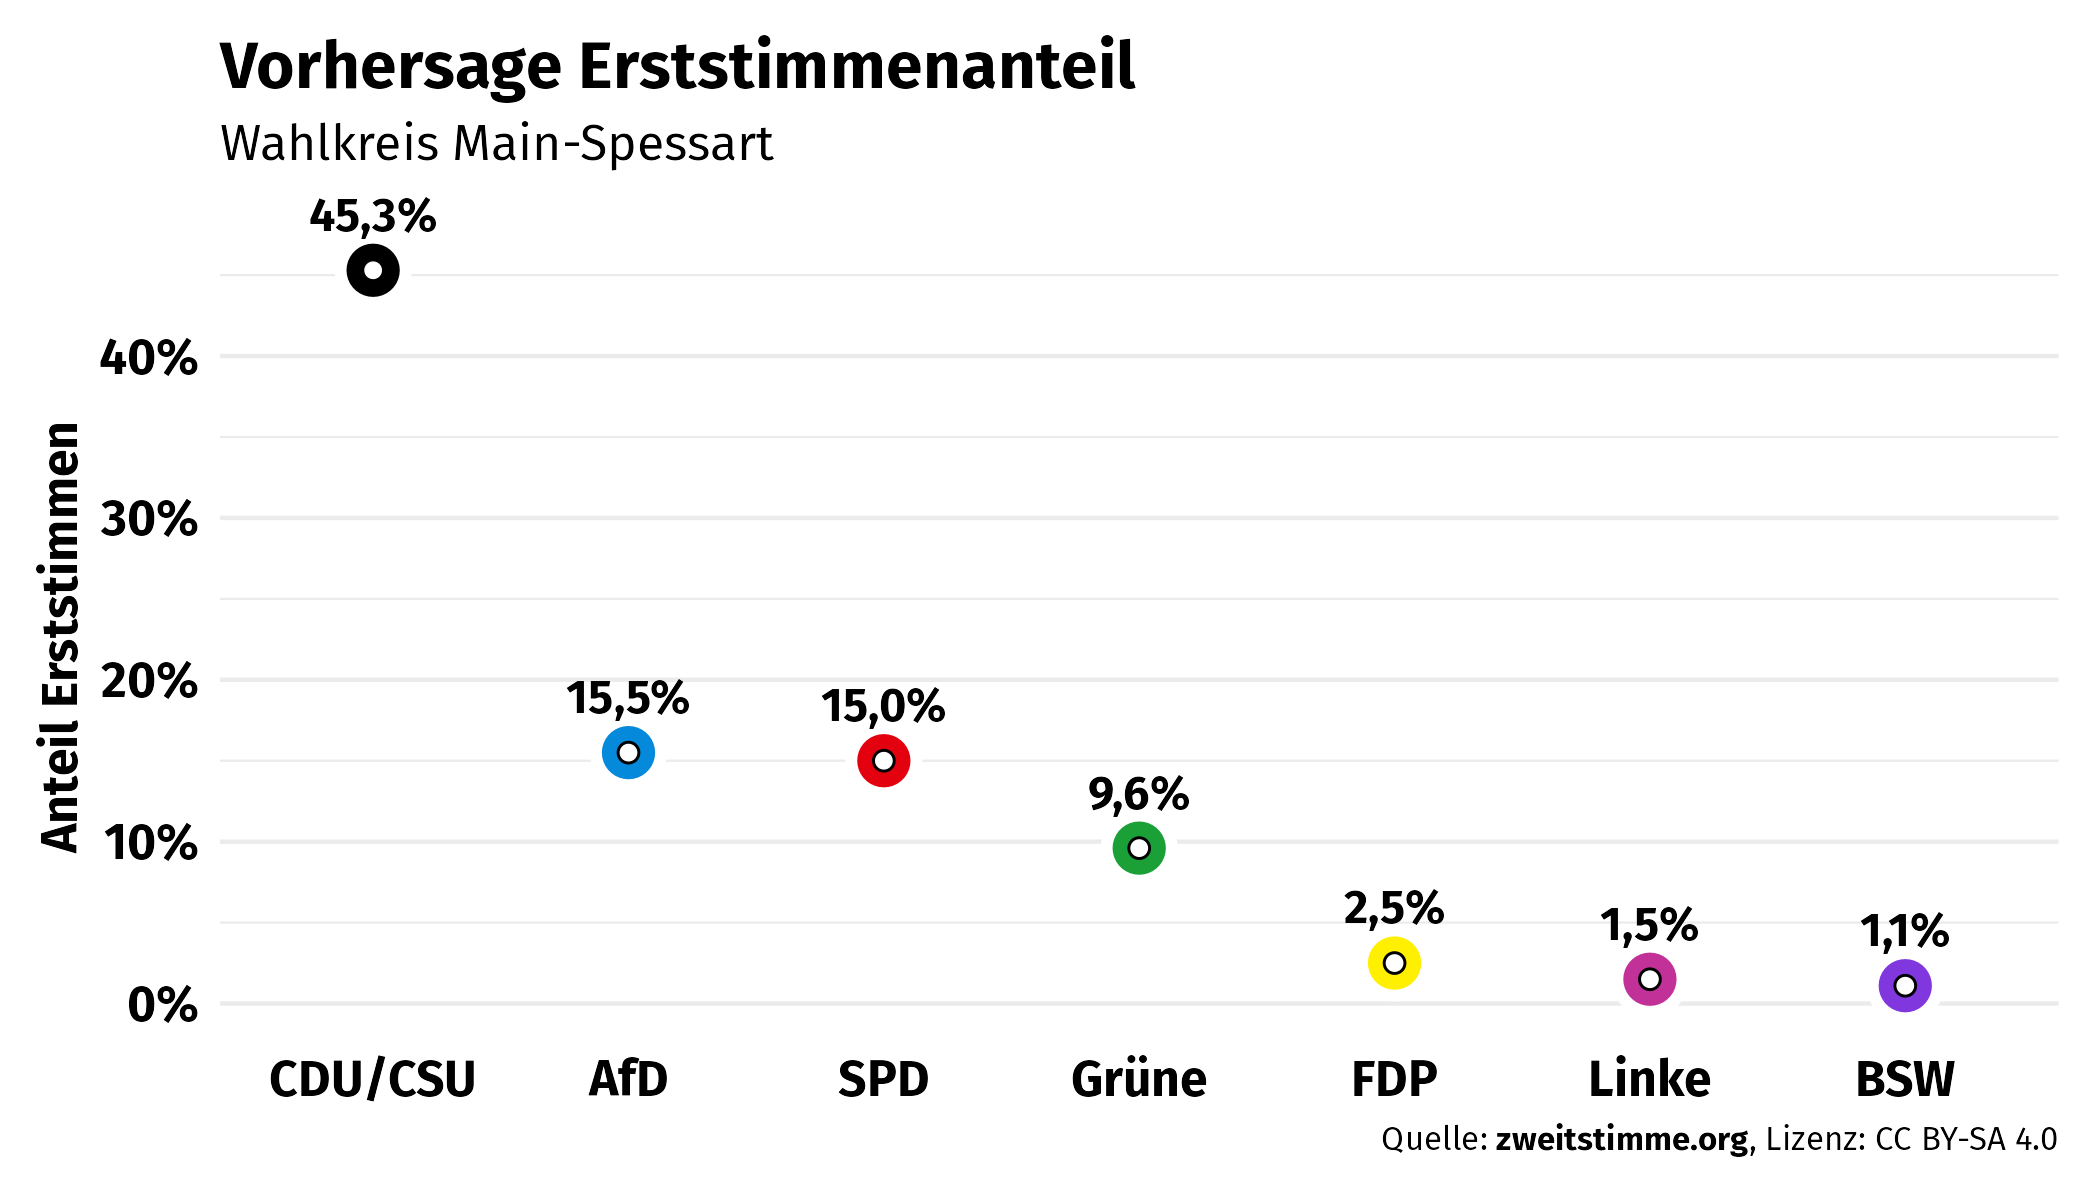 Vorhersage Erststimmenanteil
Wahlkreis Main-Spessart
45,3%
40%
30%
20%
10%
0%
Anteil Erststimmen
15,5%
15,0%
9,6%
2,5%
1,5%
1,1%
CDU/CSU AfD SPD Grüne FDP Linke BSW
Quelle: zweitstimme.org, Lizenz: CC BY-SA 4.0